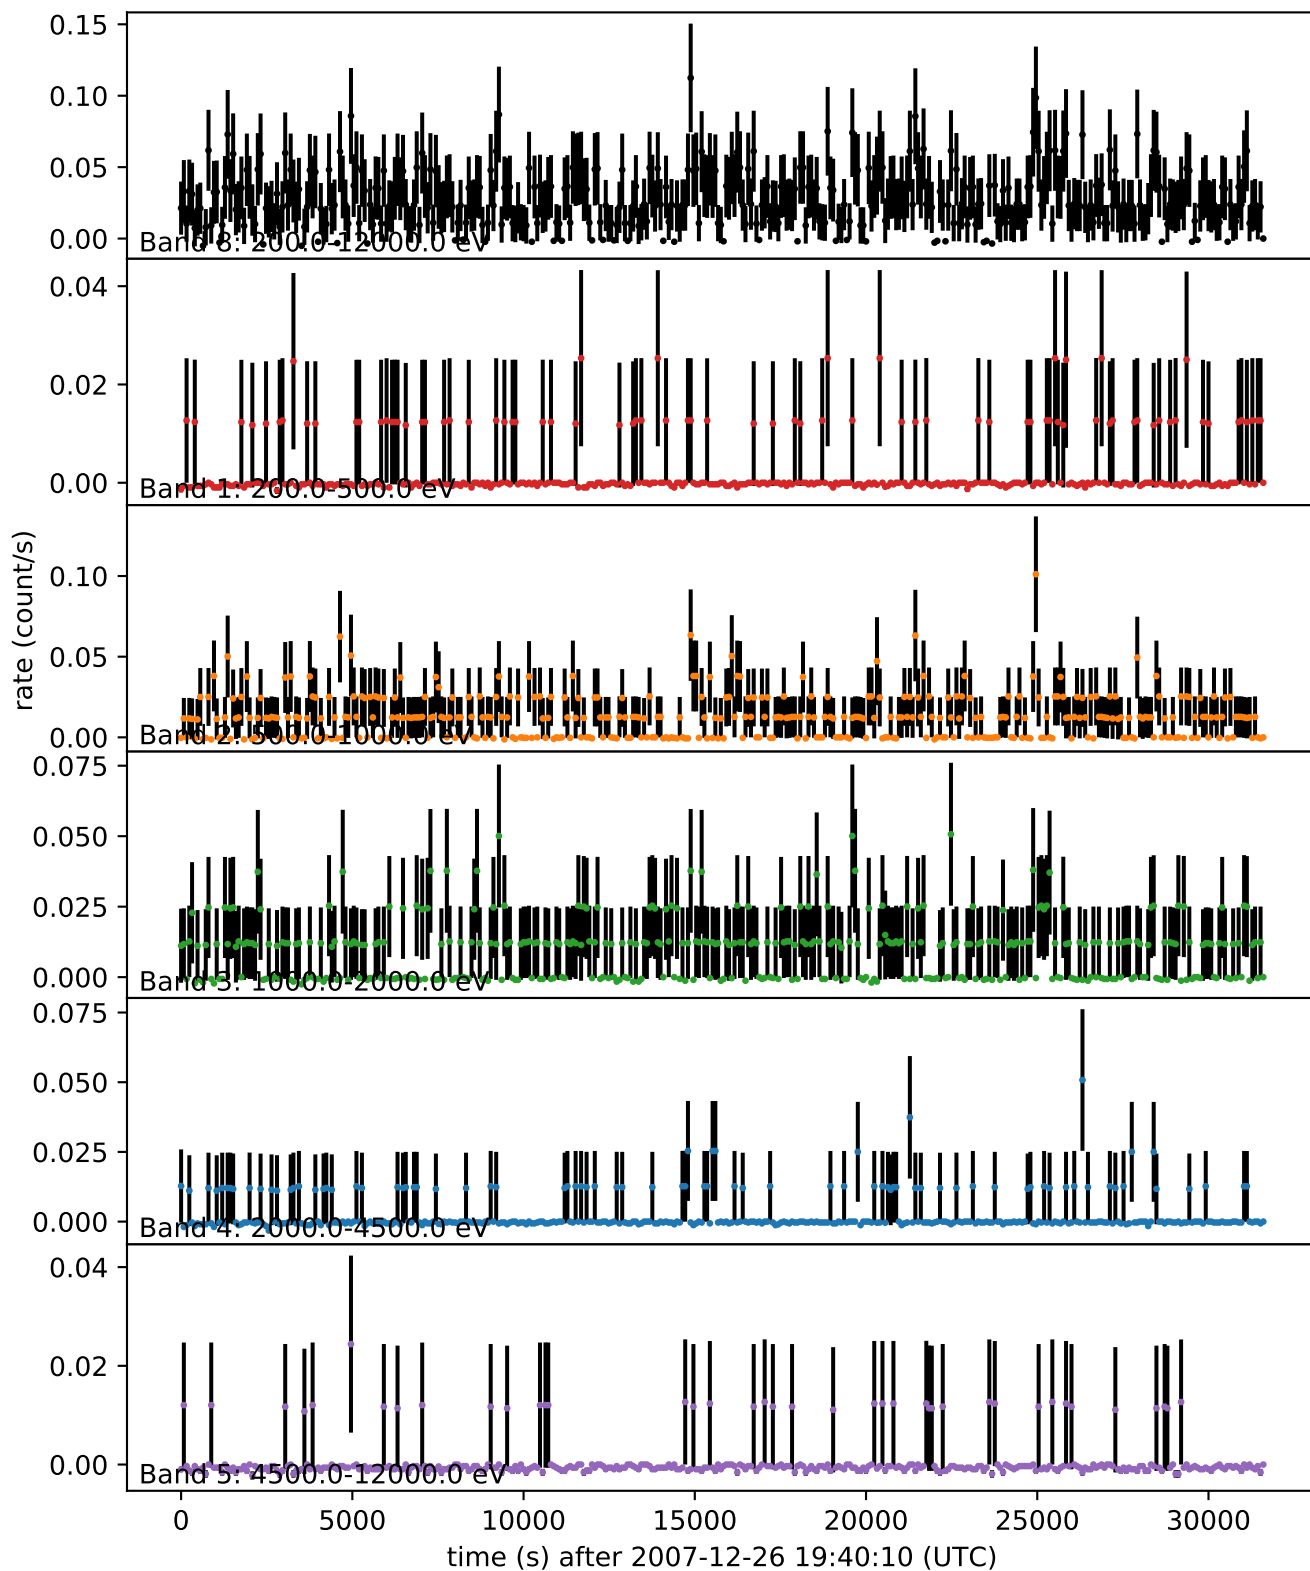 0.15
0.10
0.05
0.00
Band 8: 200.0-12000.0 eV
0.04
0.02
0.00
Band 1: 200.0-500.0 eV
rate (count/s)
0.10
0.05
0.00
Band 2: 500.0-1000.0 eV
0.075
0.050
0.025
0.000
Band 3: 1000.0-2000.0 eV
0.075
0.050
0.025
0.000
Band 4: 2000.0-4500.0 eV
0.04
0.02
0.00
Band 5: 4500.0-12000.0 eV
0 5000 10000 15000 20000 25000 30000
time (s) after 2007-12-26 19:40:10 (UTC)